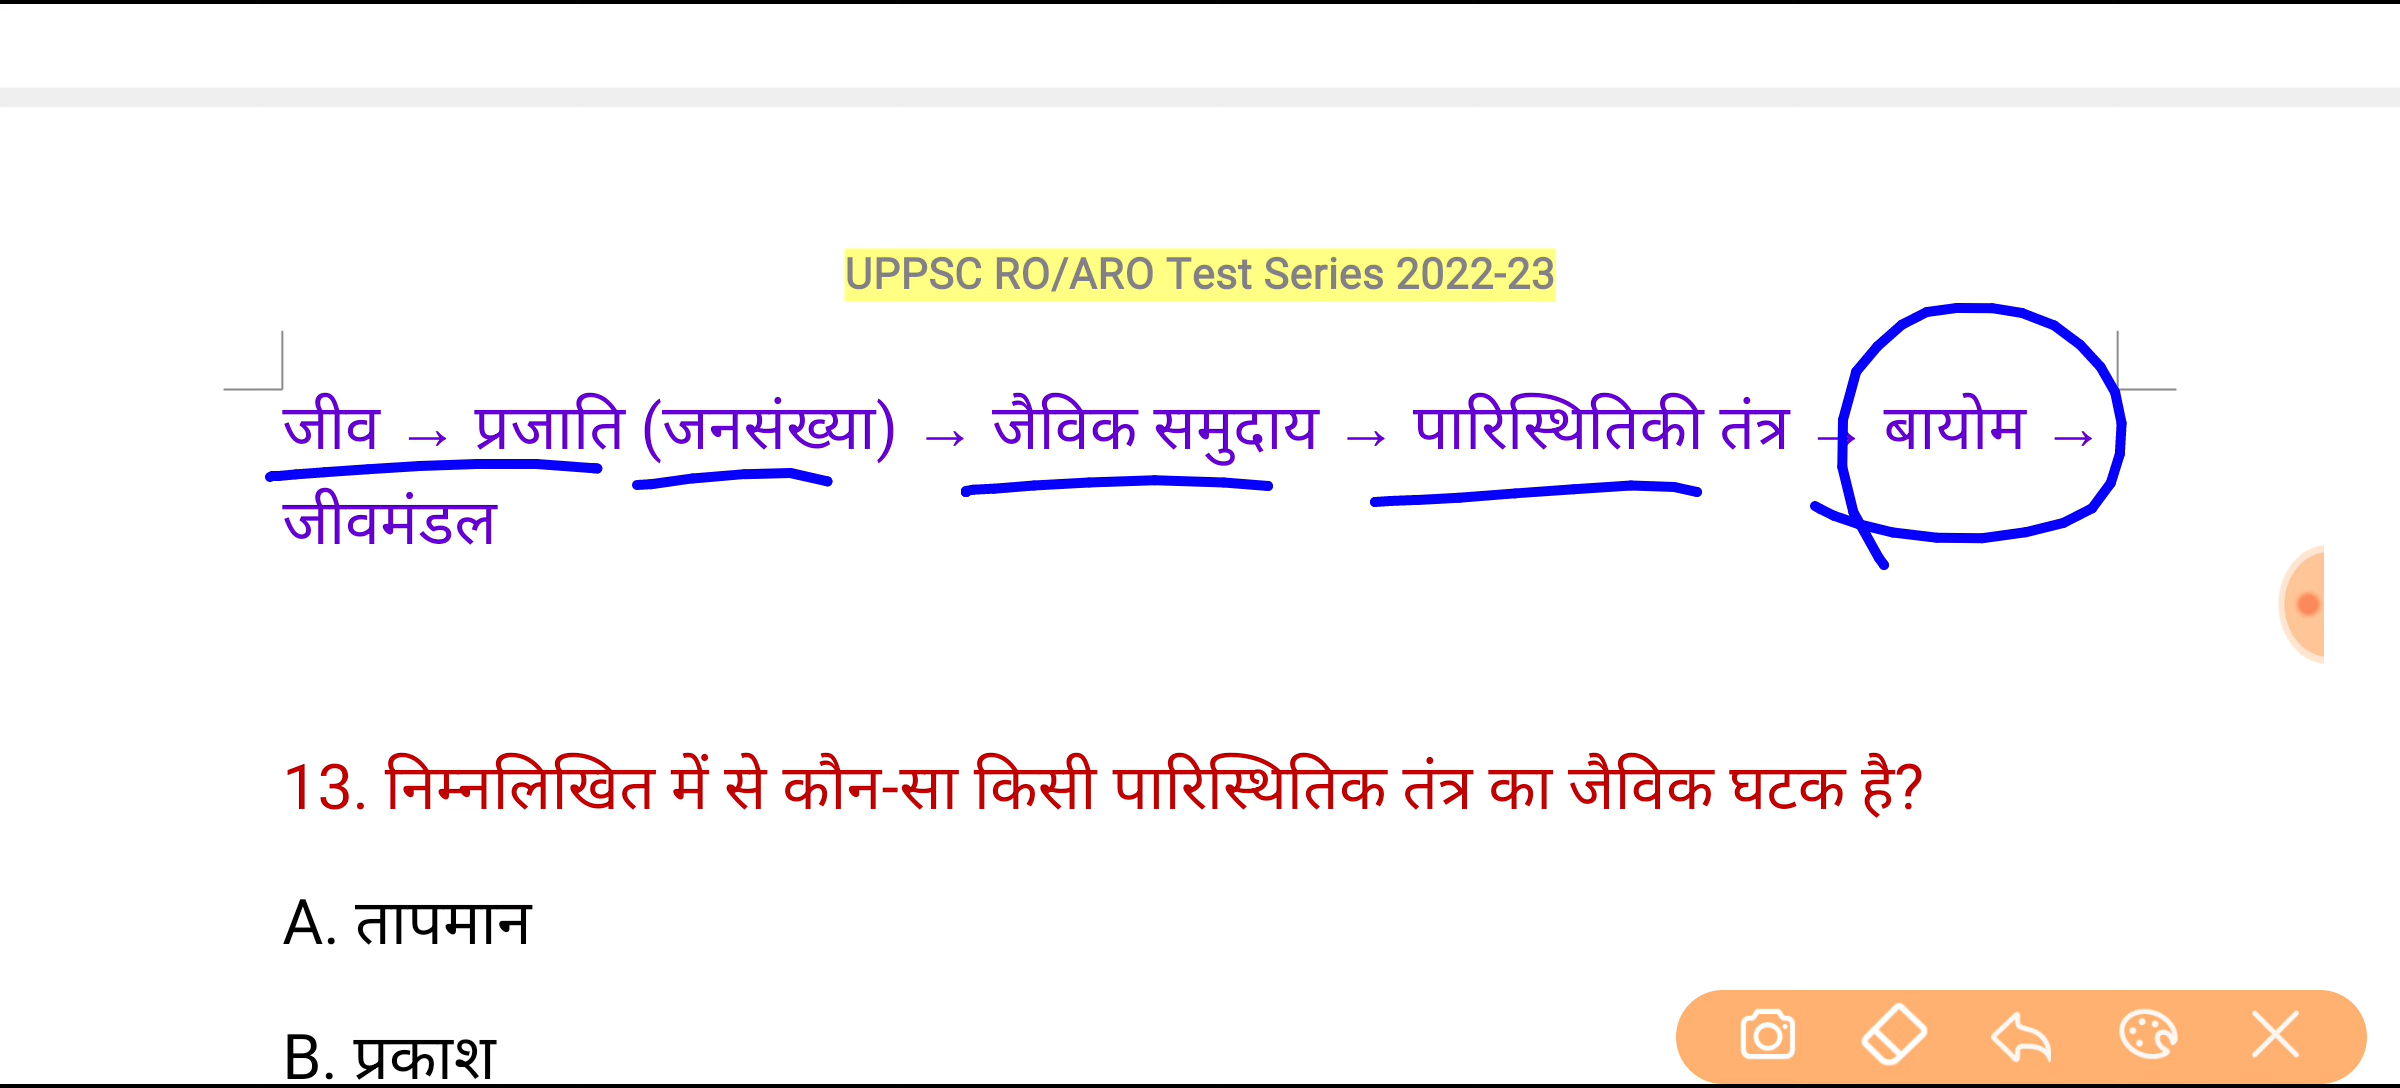 UPPSC RO/ARO Test Series 2022-23
जीव → प्रजाति (जनसंख्या) → जैविक समुदाय → पारिस्थितिकी तंत्र → बायोम →
जीवमंडल
13. निम्नलिखित में से कौन-सा किसी पारिस्थितिक तंत्र का जैविक घटक है?
A. तापमान
B. प्रकाश